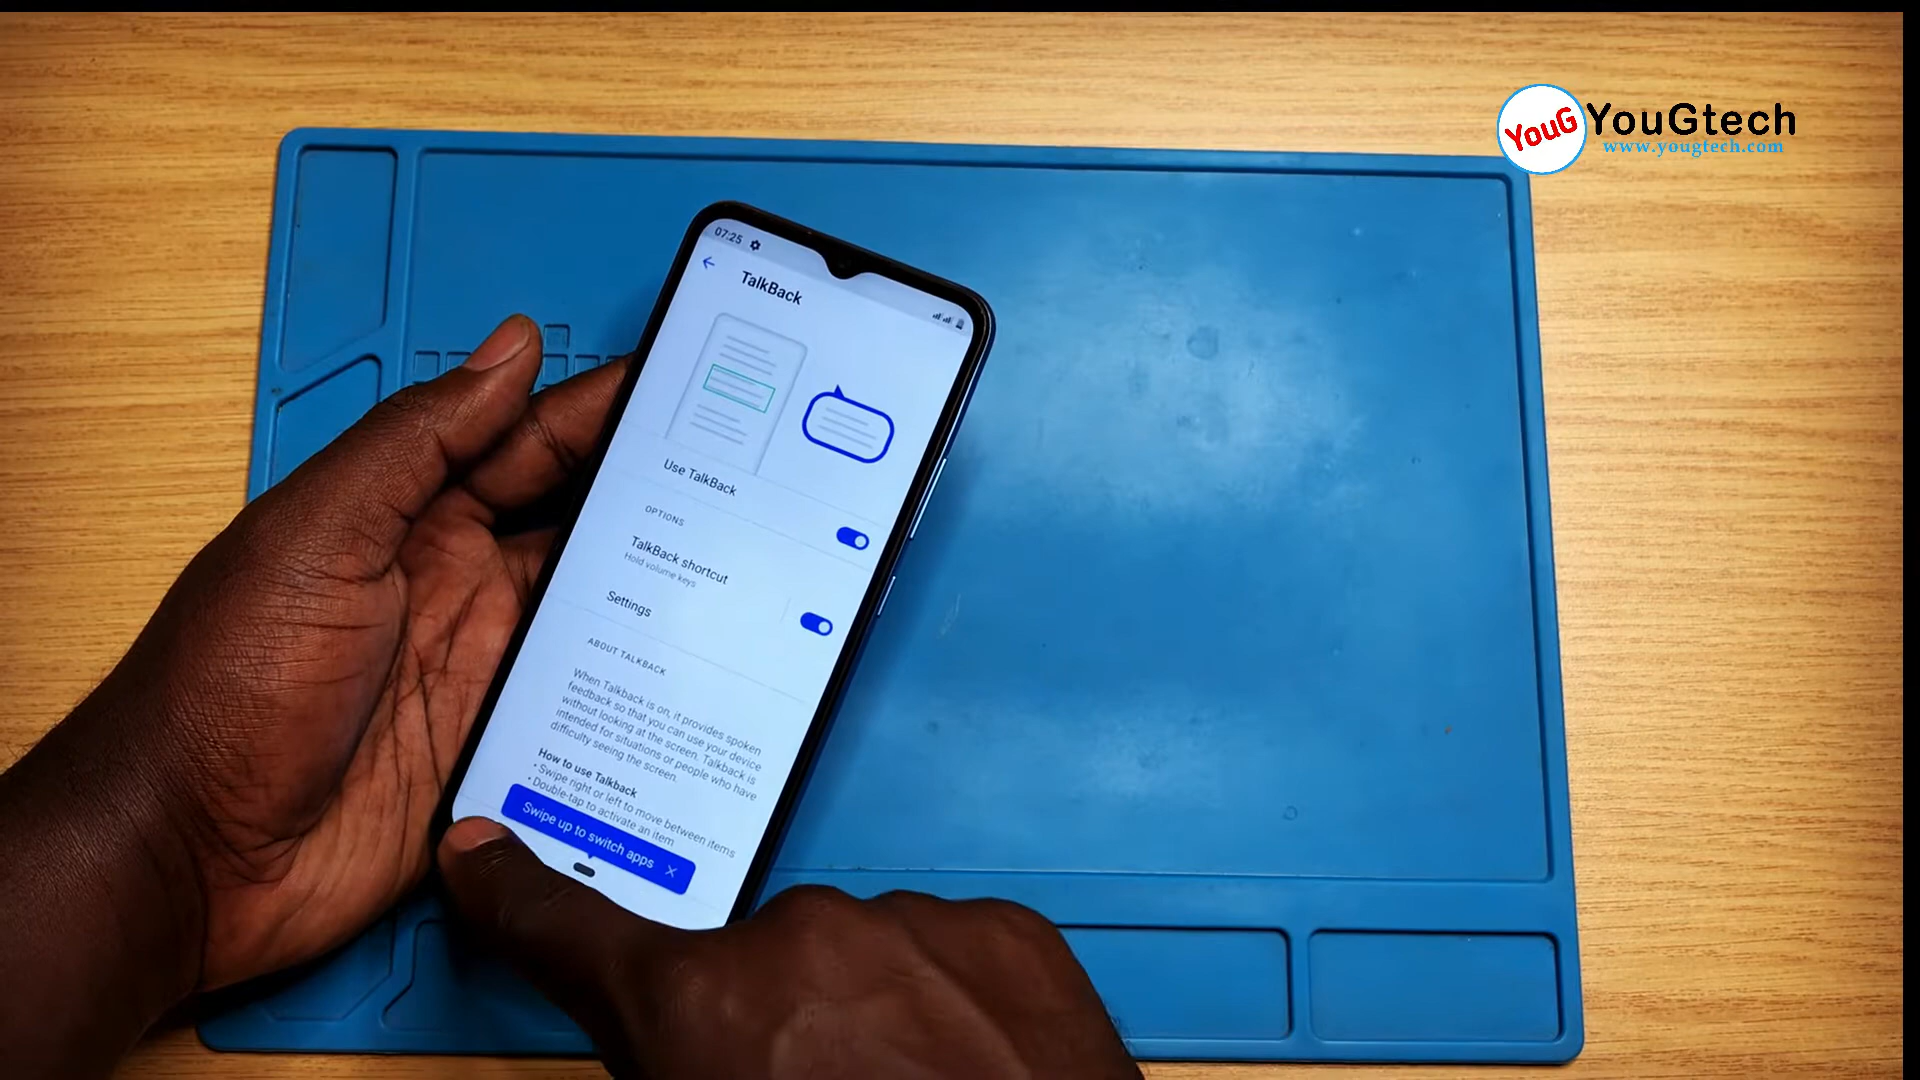 YouG YouGtech
www.yougtech.com
07:25
TalkBack
Use TalkBack
OPTIONS
TalkBack shortcut
Hold volume keys
Settings
ABOUT TALKBACK
When Talkback is on, it provides spoken
feedback so that you can use your device
without looking at the screen. Talkback is
intended for situations or people who have
difficulty seeing the screen.
How to use Talkback
• Swipe right or left to move between items
• Double-tap to activate an item
Swipe up to switch apps